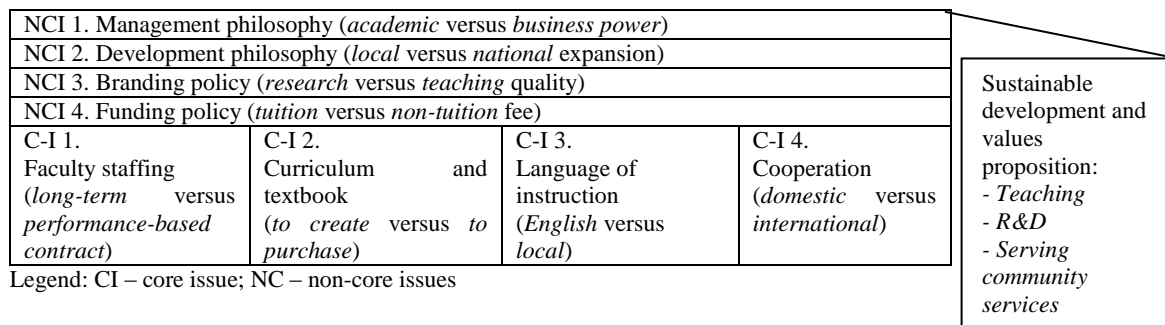 NCI 1. Management philosophy (academic versus business power)
NCI 2. Development philosophy (local versus national expansion)
NCI 3. Branding policy (research versus teaching quality)
NCI 4. Funding policy (tuition versus non-tuition fee)
C-I 1.
Faculty staffing
(long-term versus
performance-based
contract)
C-I 2.
Curriculum and
textbook
(to create versus to
purchase)
C-I 3.
Language of
instruction
(English versus
local)
C-I 4.
Cooperation
(domestic versus
international)
Sustainable
development and
values
proposition:
- Teaching
- R&D
- Serving
community
services
Legend: CI – core issue; NC – non-core issues